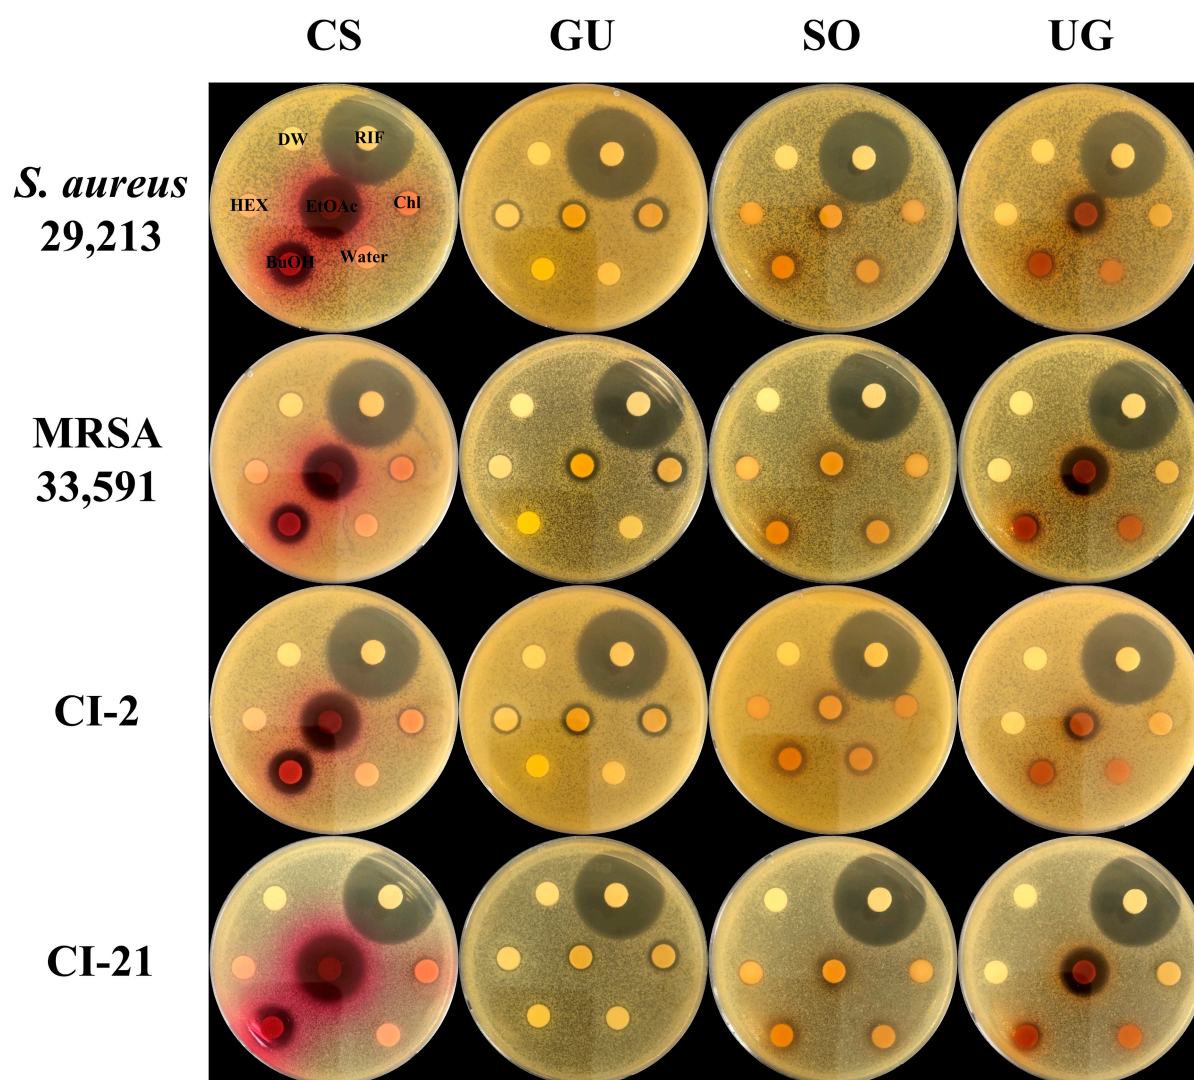 CS GU SO UG
S. aureus
29,213
DW RIF
HEX EtOAc Chl
BuOH Water
MRSA
33,591
CI-2
CI-21